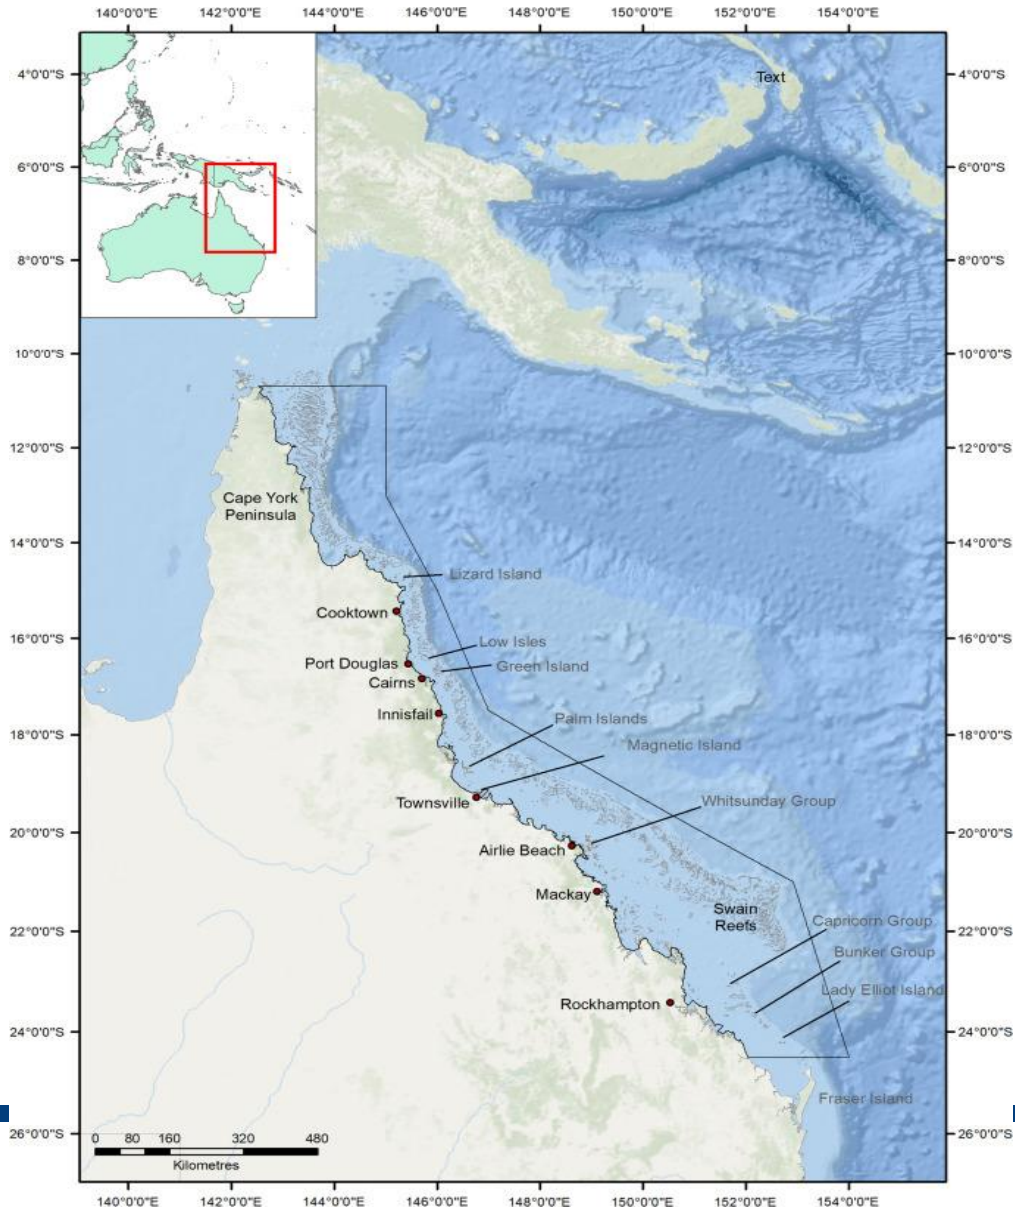 140°0'0"E 142°0'0"E 144°0'0"E 146°0'0"E 148°0'0"E 150°0'0"E 152°0'0"E 154°0'0"E
4°0'0"S Text 4°0'0"S
6°0'0"S 6°0'0"S
8°0'0"S 8°0'0"S
10°0'0"S 10°0'0"S
12°0'0"S 12°0'0"S
Cape York
Peninsula
14°0'0"S 14°0'0"S
Lizard Island
Cooktown
16°0'0"S 16°0'0"S
Low Isles
Port Douglas
Green Island
Cairns
Innisfail
Palm Islands
18°0'0"S 18°0'0"S
Magnetic Island
Townsville
Whitsunday Group
20°0'0"S 20°0'0"S
Airlie Beach
Mackay
Swain
Reefs
Capricorn Group
22°0'0"S 22°0'0"S
Bunker Group
Lady Elliot Island
Rockhampton
24°0'0"S 24°0'0"S
Fraser Island
26°0'0"S 26°0'0"S
0 80 160 320 480
Kilometres
140°0'0"E 142°0'0"E 144°0'0"E 146°0'0"E 148°0'0"E 150°0'0"E 152°0'0"E 154°0'0"E